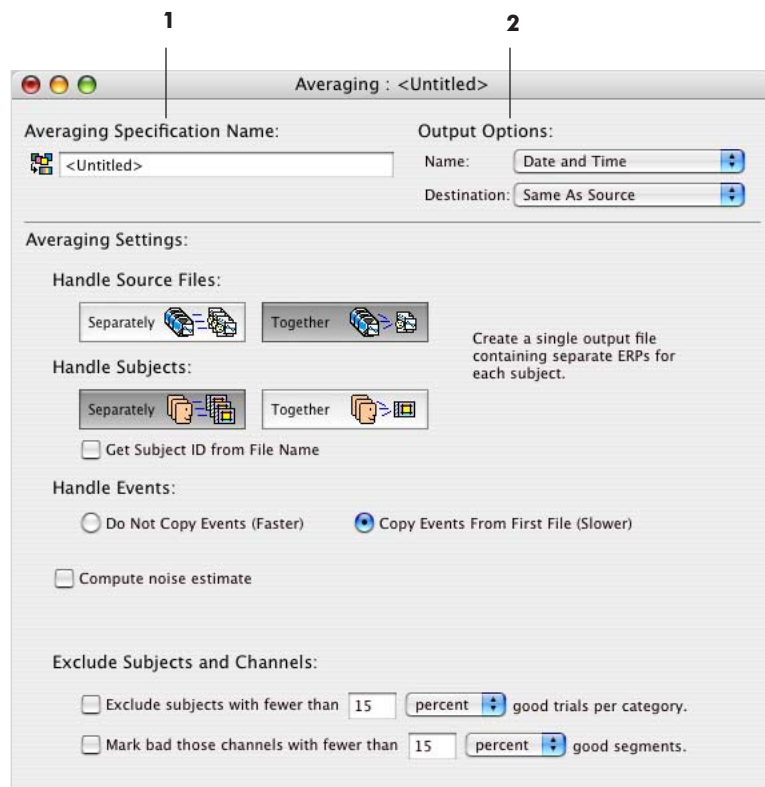 1 2
Averaging : <Untitled>
Averaging Specification Name: Output Options:
<Untitled> Name: Date and Time
Destination: Same As Source
Averaging Settings:
Handle Source Files:
Separately Together
Create a single output file
containing separate ERPs for
each subject.
Handle Subjects:
Separately Together
Get Subject ID from File Name
Handle Events:
Do Not Copy Events (Faster) Copy Events From First File (Slower)
Compute noise estimate
Exclude Subjects and Channels:
Exclude subjects with fewer than 15 percent good trials per category.
Mark bad those channels with fewer than 15 percent good segments.